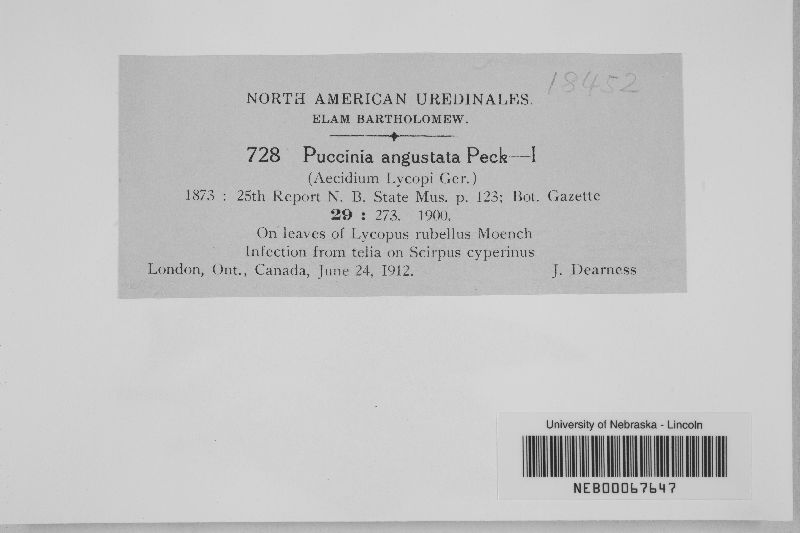 18452
NORTH AMERICAN UREDINALES.
ELAM BARTHOLOMEW.
728 Puccinia angustata Peck—I
(Aecidium Lycopi Ger.)
1873 : 25th Report N. B. State Mus. p. 123; Bot. Gazette
29 : 273. 1900.
On leaves of Lycopus rubellus Moench
Infection from telia on Scirpus cyperinus
London, Ont., Canada, June 24, 1912. J. Dearness
University of Nebraska - Lincoln
NEB00067647